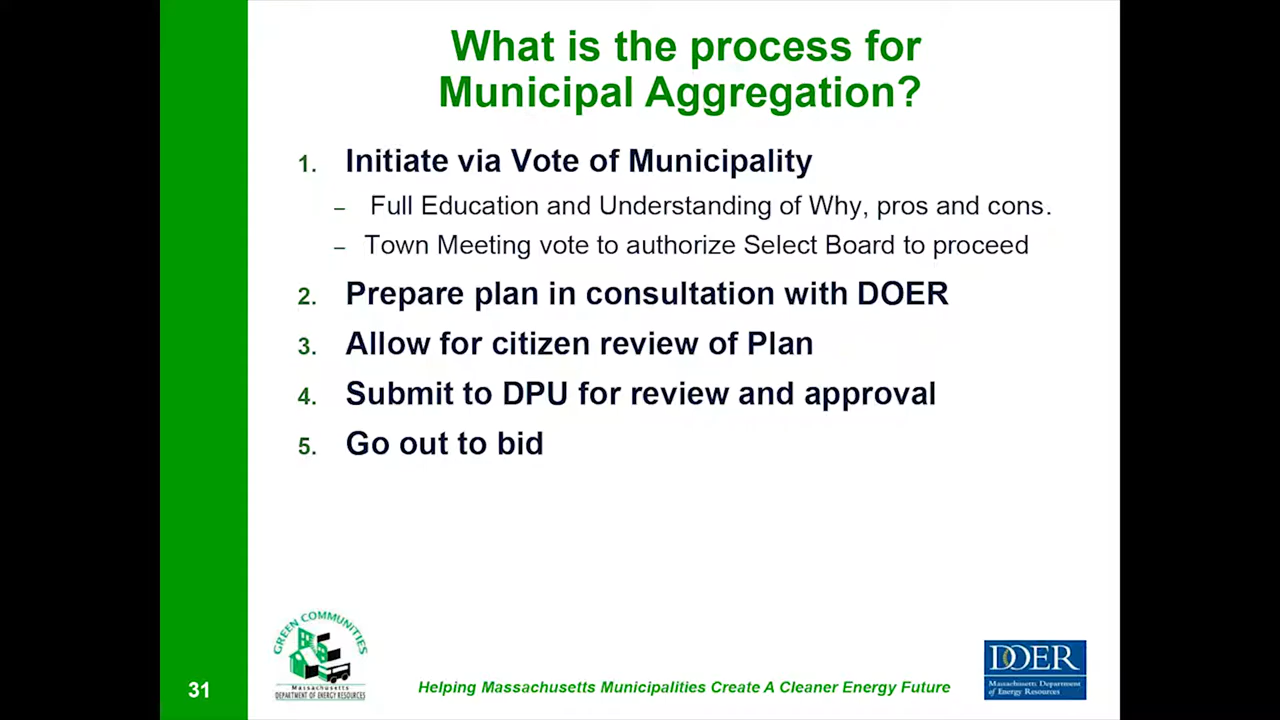 What is the process for
Municipal Aggregation?
1. Initiate via Vote of Municipality
– Full Education and Understanding of Why, pros and cons.
– Town Meeting vote to authorize Select Board to proceed
2. Prepare plan in consultation with DOER
3. Allow for citizen review of Plan
4. Submit to DPU for review and approval
5. Go out to bid
GREEN COMMUNITIES
Massachusetts
DEPARTMENT OF ENERGY RESOURCES
31
Helping Massachusetts Municipalities Create A Cleaner Energy Future
DOER
Massachusetts Department
of Energy Resources